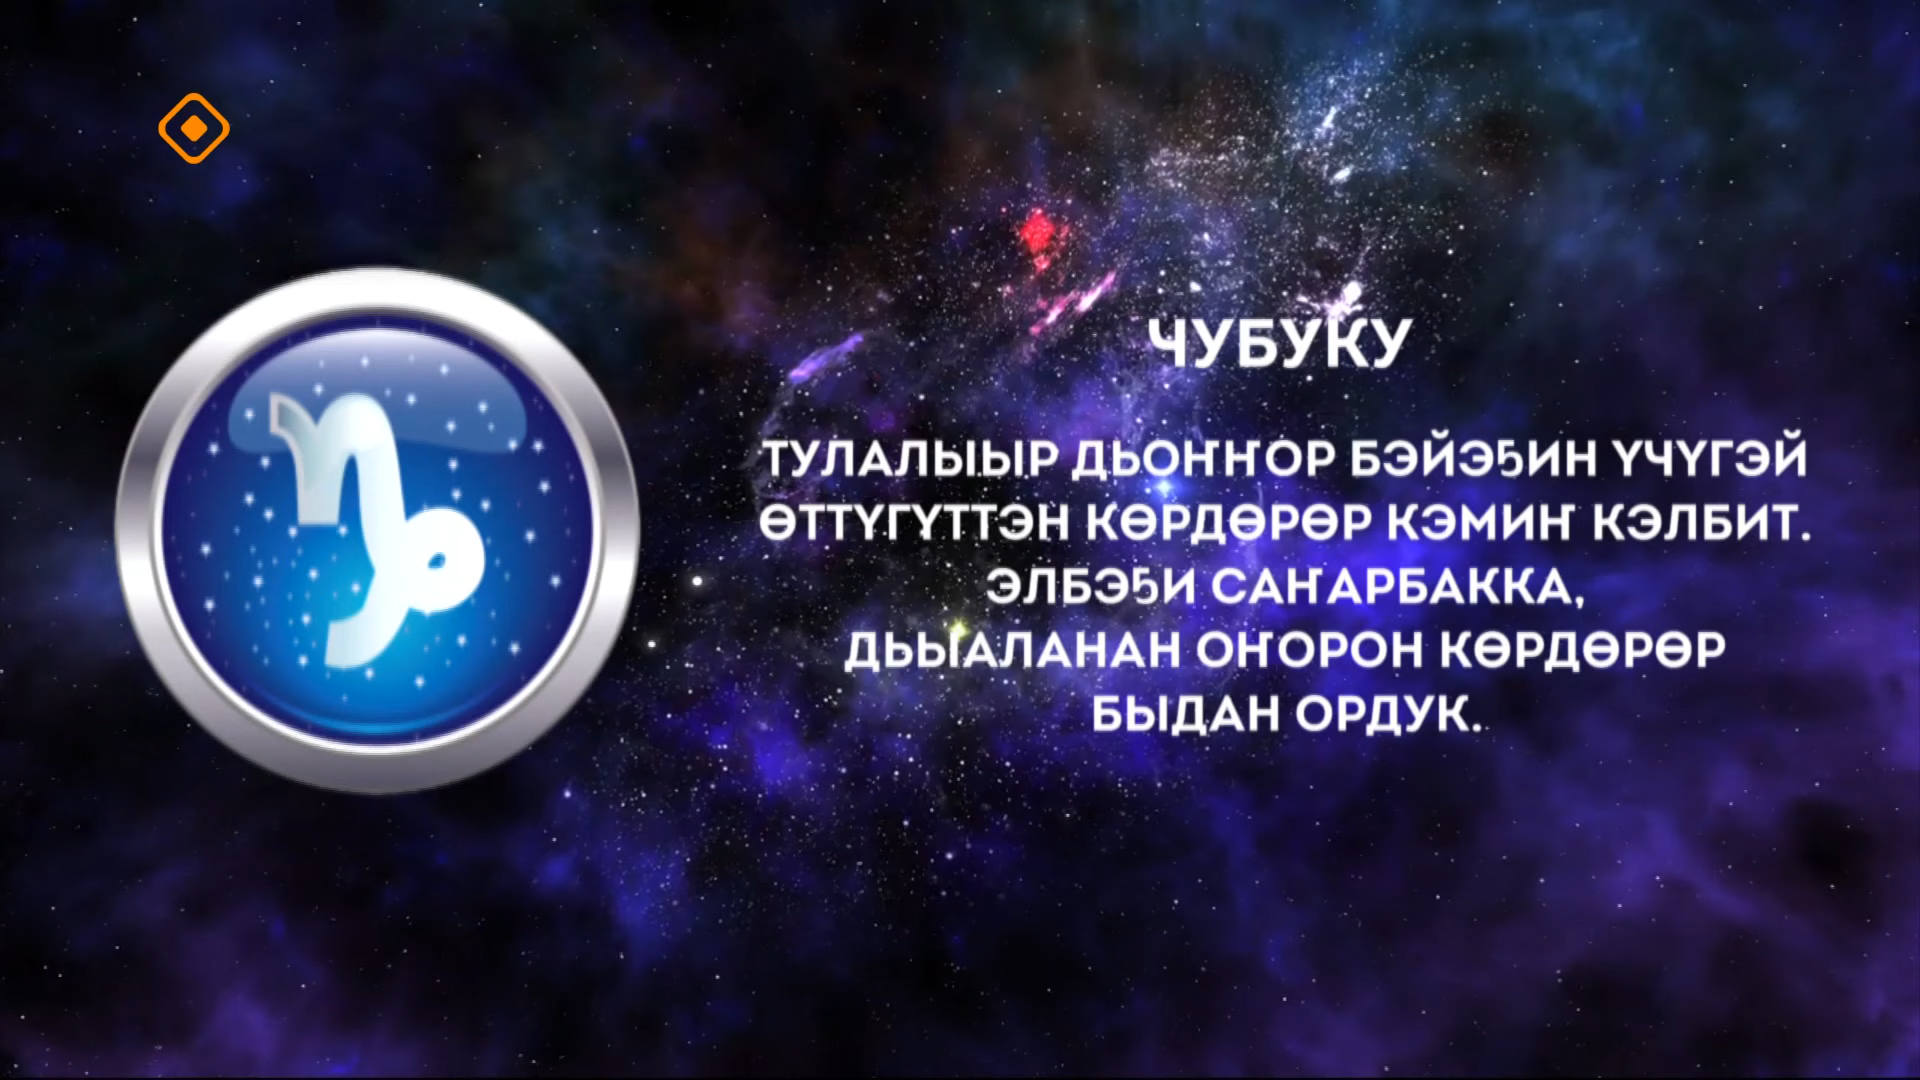 ЧУБУКУ
ТУЛАЛЫЫР ДЬОҤҤОР БЭЙЭҔИН ҮЧҮГЭЙ
ӨТТҮГҮТТЭН КӨРДӨРӨР КЭМИҤ КЭЛБИТ.
ЭЛБЭҔИ САҤАРБАККА,
ДЬЫАЛАНАН ОҤОРОН КӨРДӨРӨР
БЫДАН ОРДУК.